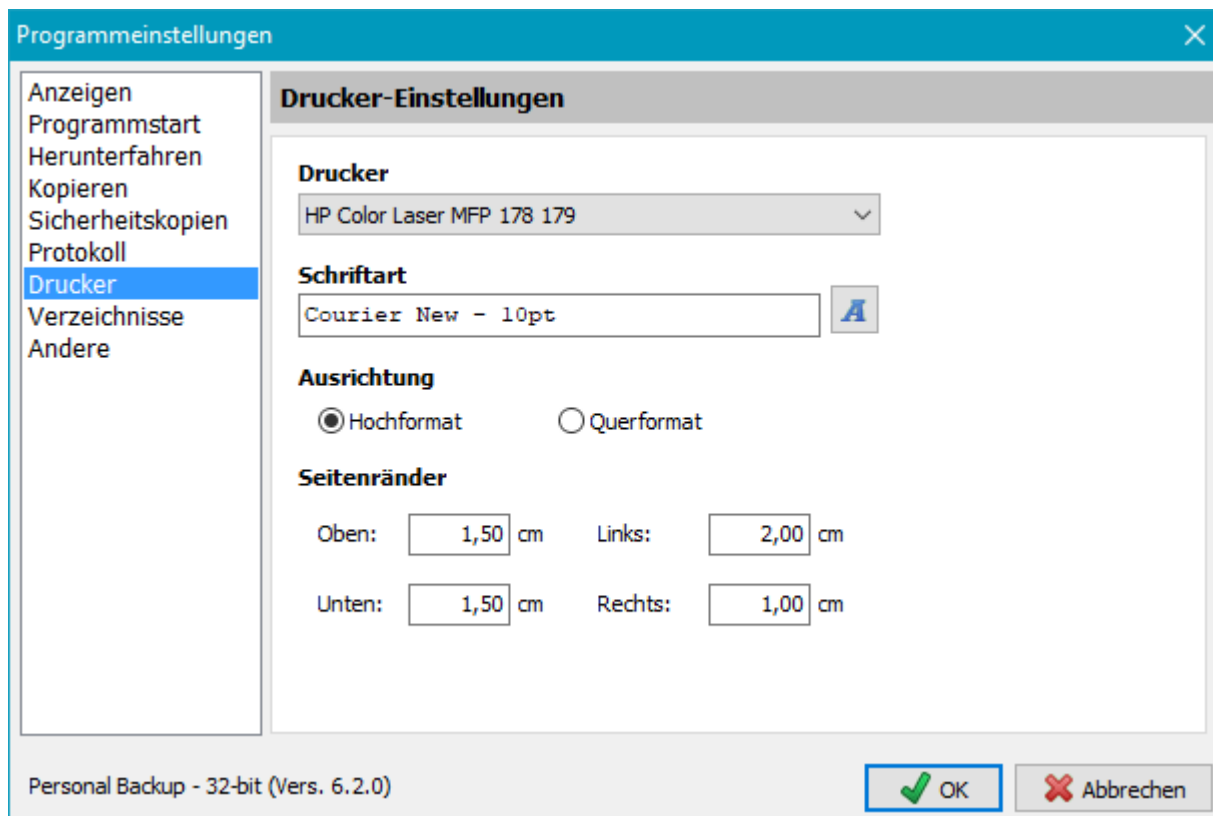 Programmeinstellungen
Anzeigen
Programmstart
Herunterfahren
Kopieren
Sicherheitskopien
Protokoll
Drucker
Verzeichnisse
Andere
Drucker-Einstellungen
Drucker
HP Color Laser MFP 178 179
Schriftart
Courier New - 10pt
A
Ausrichtung
Hochformat Querformat
Seitenränder
Oben: 1,50 cm Links: 2,00 cm
Unten: 1,50 cm Rechts: 1,00 cm
Personal Backup - 32-bit (Vers. 6.2.0)
OK Abbrechen